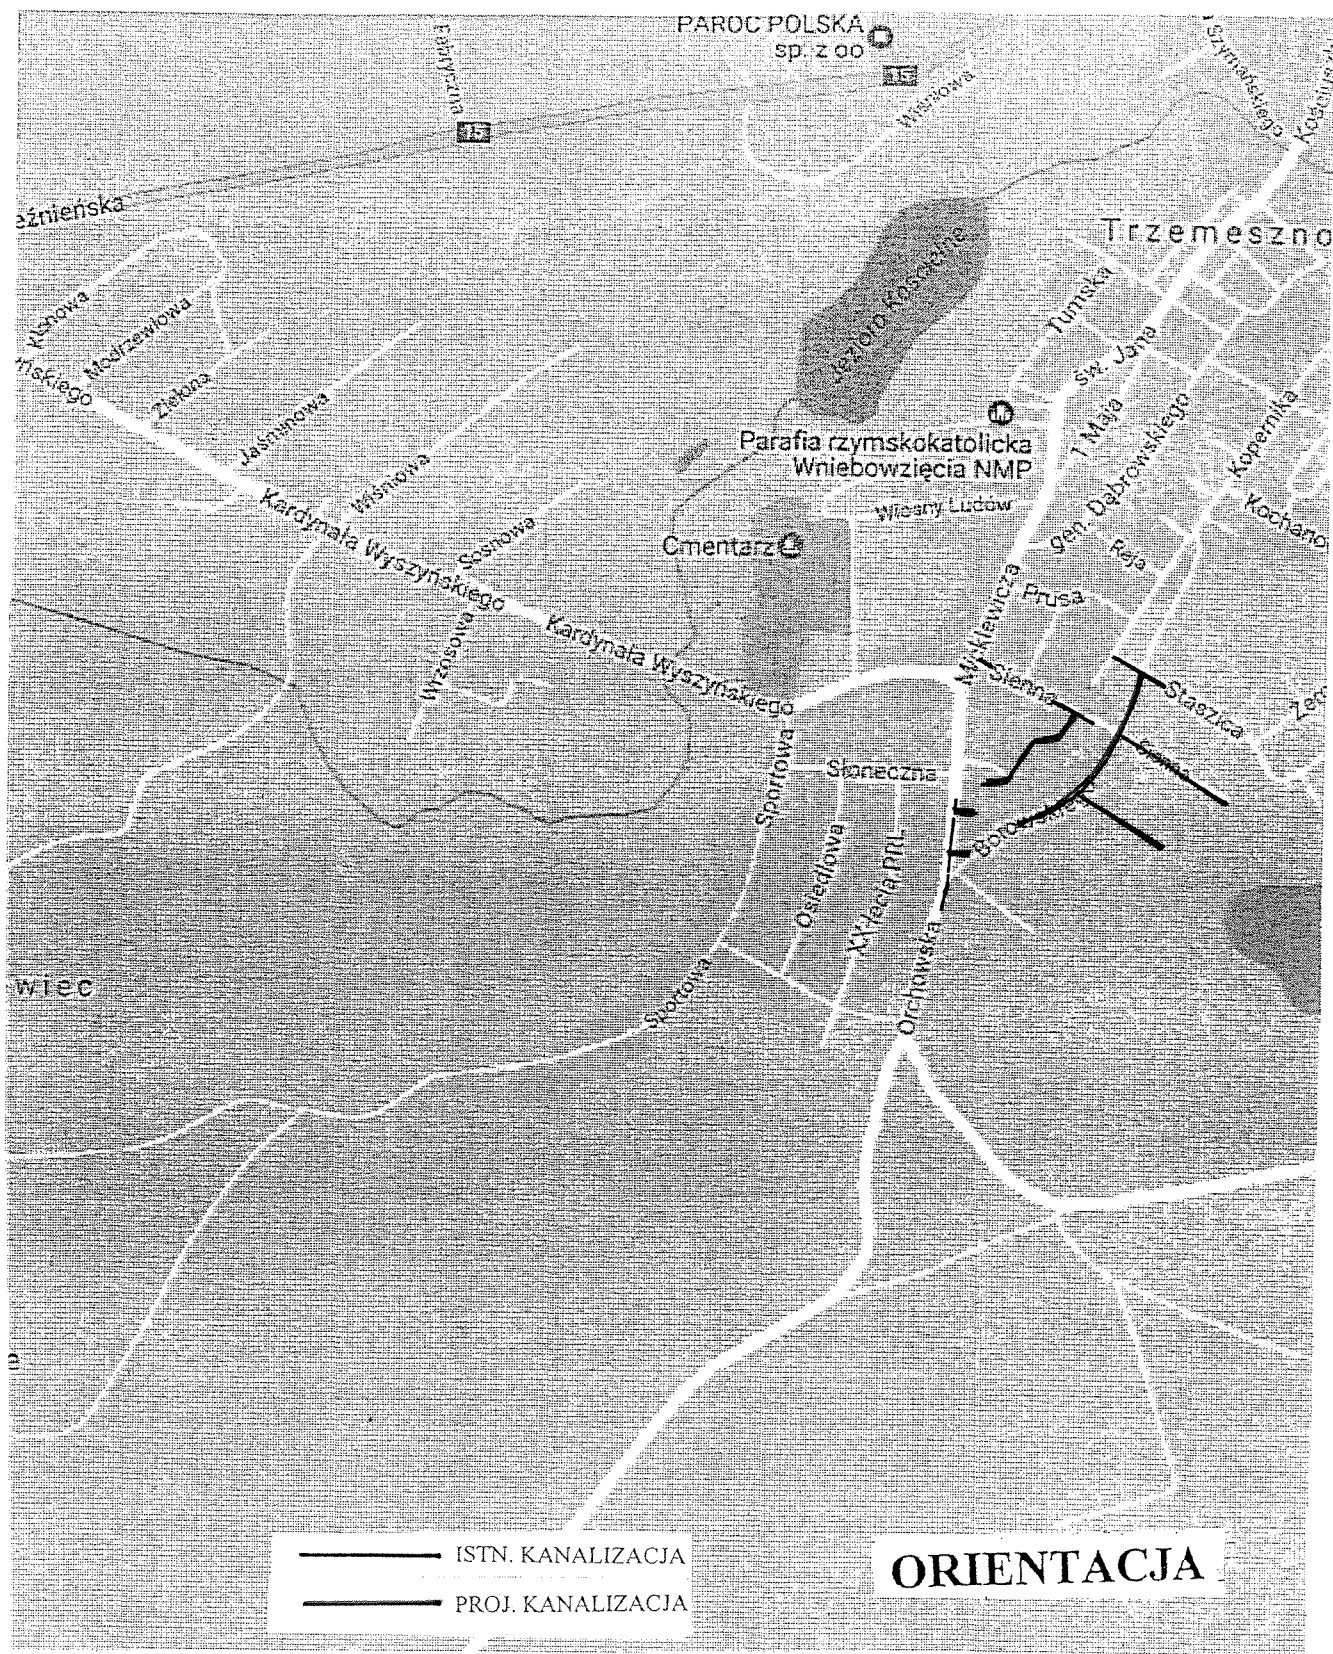 PAROC POLSKA
sp. z oo
Fabryczna
15
15
Wiśniowa
Szymańskiego
eźnieńska
Trzemeszno
Klonowa
Modrzewiowa
ńskiego
Zielona
Jaśminowa
Wiśniowa
Sosnowa
Jezioro Kościelne
Tumska
św. Jana
1 Maja
gen. Dąbrowskiego
Kopernika
Parafia rzymskokatolicka
Wniebowzięcia NMP
Wiosny Ludów
Kochano
Reja
Cmentarz
Kardynała Wyszyńskiego
Prusa
Mickiewicza
Wrzosowa
Kardynała Wyszyńskiego
Sienna
Staszica
Sienna
Sportowa
Słoneczna
Osiedlowa
XX-lecia PRL
Orchowska
Sportowa
wiec
e
ISTN. KANALIZACJA
PROJ. KANALIZACJA
ORIENTACJA